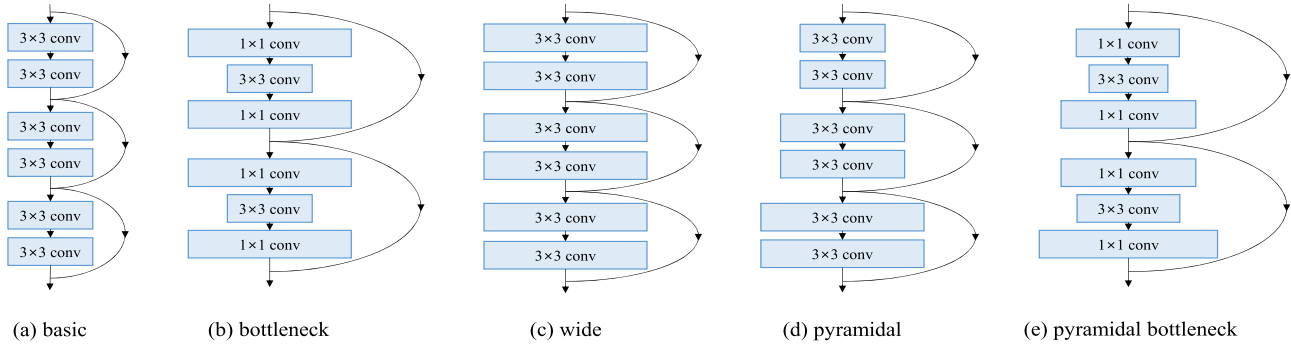 3×3 conv
3×3 conv
3×3 conv
3×3 conv
3×3 conv
3×3 conv
(a) basic
1×1 conv
3×3 conv
1×1 conv
1×1 conv
3×3 conv
1×1 conv
(b) bottleneck
3×3 conv
3×3 conv
3×3 conv
3×3 conv
3×3 conv
3×3 conv
(c) wide
3×3 conv
3×3 conv
3×3 conv
3×3 conv
3×3 conv
3×3 conv
(d) pyramidal
1×1 conv
3×3 conv
1×1 conv
1×1 conv
3×3 conv
1×1 conv
(e) pyramidal bottleneck